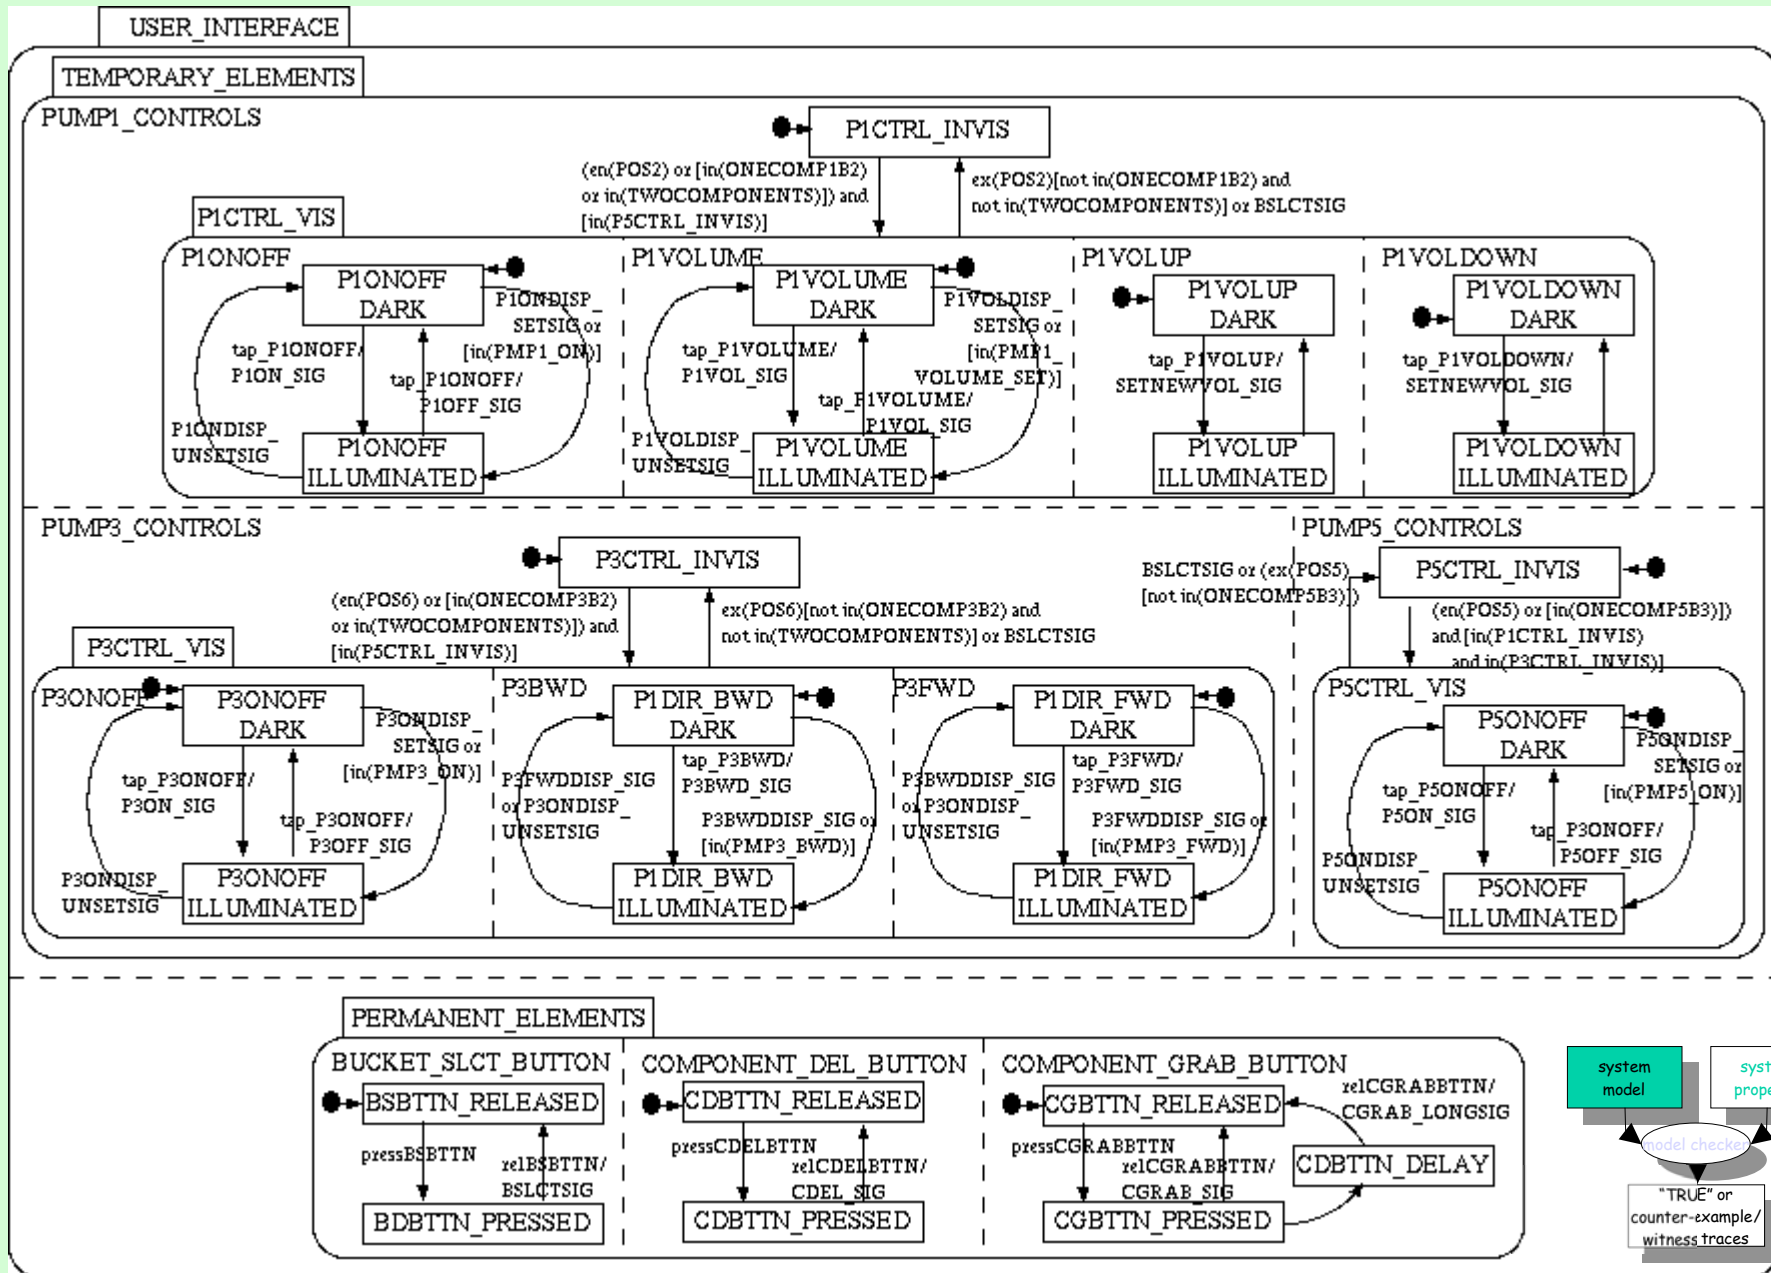 USER_INTERFACE
TEMPORARY_ELEMENTS
PUMP1_CONTROLS
P1CTRL_INVIS
(en(POS2) or [in(ONECOMP1B2)
or in(TWOCOMPONENTS)]) and
[in(P5CTRL_INVIS)]
ex(POS2)[not in(ONECOMP1B2) and
not in(TWOCOMPONENTS)] or BSLCTSIG
P1CTRL_VIS
P1ONOFF
P1ONOFF
DARK
P1ONDISP_
SETSIG or
[in(PMP1_ON)]
tap_P1ONOFF/
P1ON_SIG
tap_P1ONOFF/
P1OFF_SIG
P1ONDISP_
UNSETSIG
P1ONOFF
ILLUMINATED
P1VOLUME
P1VOLUME
DARK
P1VOLDISP_
SETSIG or
[in(PMP1_
VOLUME_SET)]
tap_P1VOLUME/
P1VOL_SIG
tap_P1VOLUME/
P1VOL_SIG
P1VOLDISP_
UNSETSIG
P1VOLUME
ILLUMINATED
P1VOLUP
P1VOLUP
DARK
tap_P1VOLUP/
SETNEWVOL_SIG
P1VOLUP
ILLUMINATED
P1VOLDOWN
P1VOLDOWN
DARK
tap_P1VOLDOWN/
SETNEWVOL_SIG
P1VOLDOWN
ILLUMINATED
PUMP3_CONTROLS
P3CTRL_INVIS
(en(POS6) or [in(ONECOMP3B2)
or in(TWOCOMPONENTS)]) and
[in(P5CTRL_INVIS)]
ex(POS6)[not in(ONECOMP3B2) and
not in(TWOCOMPONENTS)] or BSLCTSIG
P3CTRL_VIS
P3ONOFF
P3ONOFF
DARK
P3ONDISP_
SETSIG or
[in(PMP3_ON)]
tap_P3ONOFF/
P3ON_SIG
tap_P3ONOFF/
P3OFF_SIG
P3ONDISP_
UNSETSIG
P3ONOFF
ILLUMINATED
P3BWD
P1DIR_BWD
DARK
tap_P3BWD/
P3BWD_SIG
P3FWDDISP_SIG
or P3ONDISP_
UNSETSIG
P3BWDDISP_SIG or
[in(PMP3_BWD)]
P1DIR_BWD
ILLUMINATED
P3FWD
P1DIR_FWD
DARK
tap_P3FWD/
P3FWD_SIG
P3BWDDISP_SIG
or P3ONDISP_
UNSETSIG
P3FWDDISP_SIG or
[in(PMP3_FWD)]
P1DIR_FWD
ILLUMINATED
PUMP5_CONTROLS
P5CTRL_INVIS
BSLCTSIG or (ex(POS5)
[not in(ONECOMP5B3)])
(en(POS5) or [in(ONECOMP5B3)])
and [in(P1CTRL_INVIS)
and in(P3CTRL_INVIS)]
P5CTRL_VIS
P5ONOFF
DARK
P5ONDISP_
SETSIG or
[in(PMP5_ON)]
tap_P5ONOFF/
P5ON_SIG
tap_P3ONOFF/
P5OFF_SIG
P5ONDISP_
UNSETSIG
P5ONOFF
ILLUMINATED
PERMANENT_ELEMENTS
BUCKET_SLCT_BUTTON
BSBTTN_RELEASED
pressBSBTTN
relBSBTTN/
BSLCTSIG
BDBTTN_PRESSED
COMPONENT_DEL_BUTTON
CDBTTN_RELEASED
pressCDELBTTN
relCDELBTTN/
CDEL_SIG
CDBTTN_PRESSED
COMPONENT_GRAB_BUTTON
CGBTTN_RELEASED
relCGRABBTTN/
CGRAB_LONGSIG
pressCGRABBTTN
relCGRABBTTN/
CGRAB_SIG
CDBTTN_DELAY
CGBTTN_PRESSED
system
model
syst
prope
model checker
"TRUE" or
counter-example/
witness traces